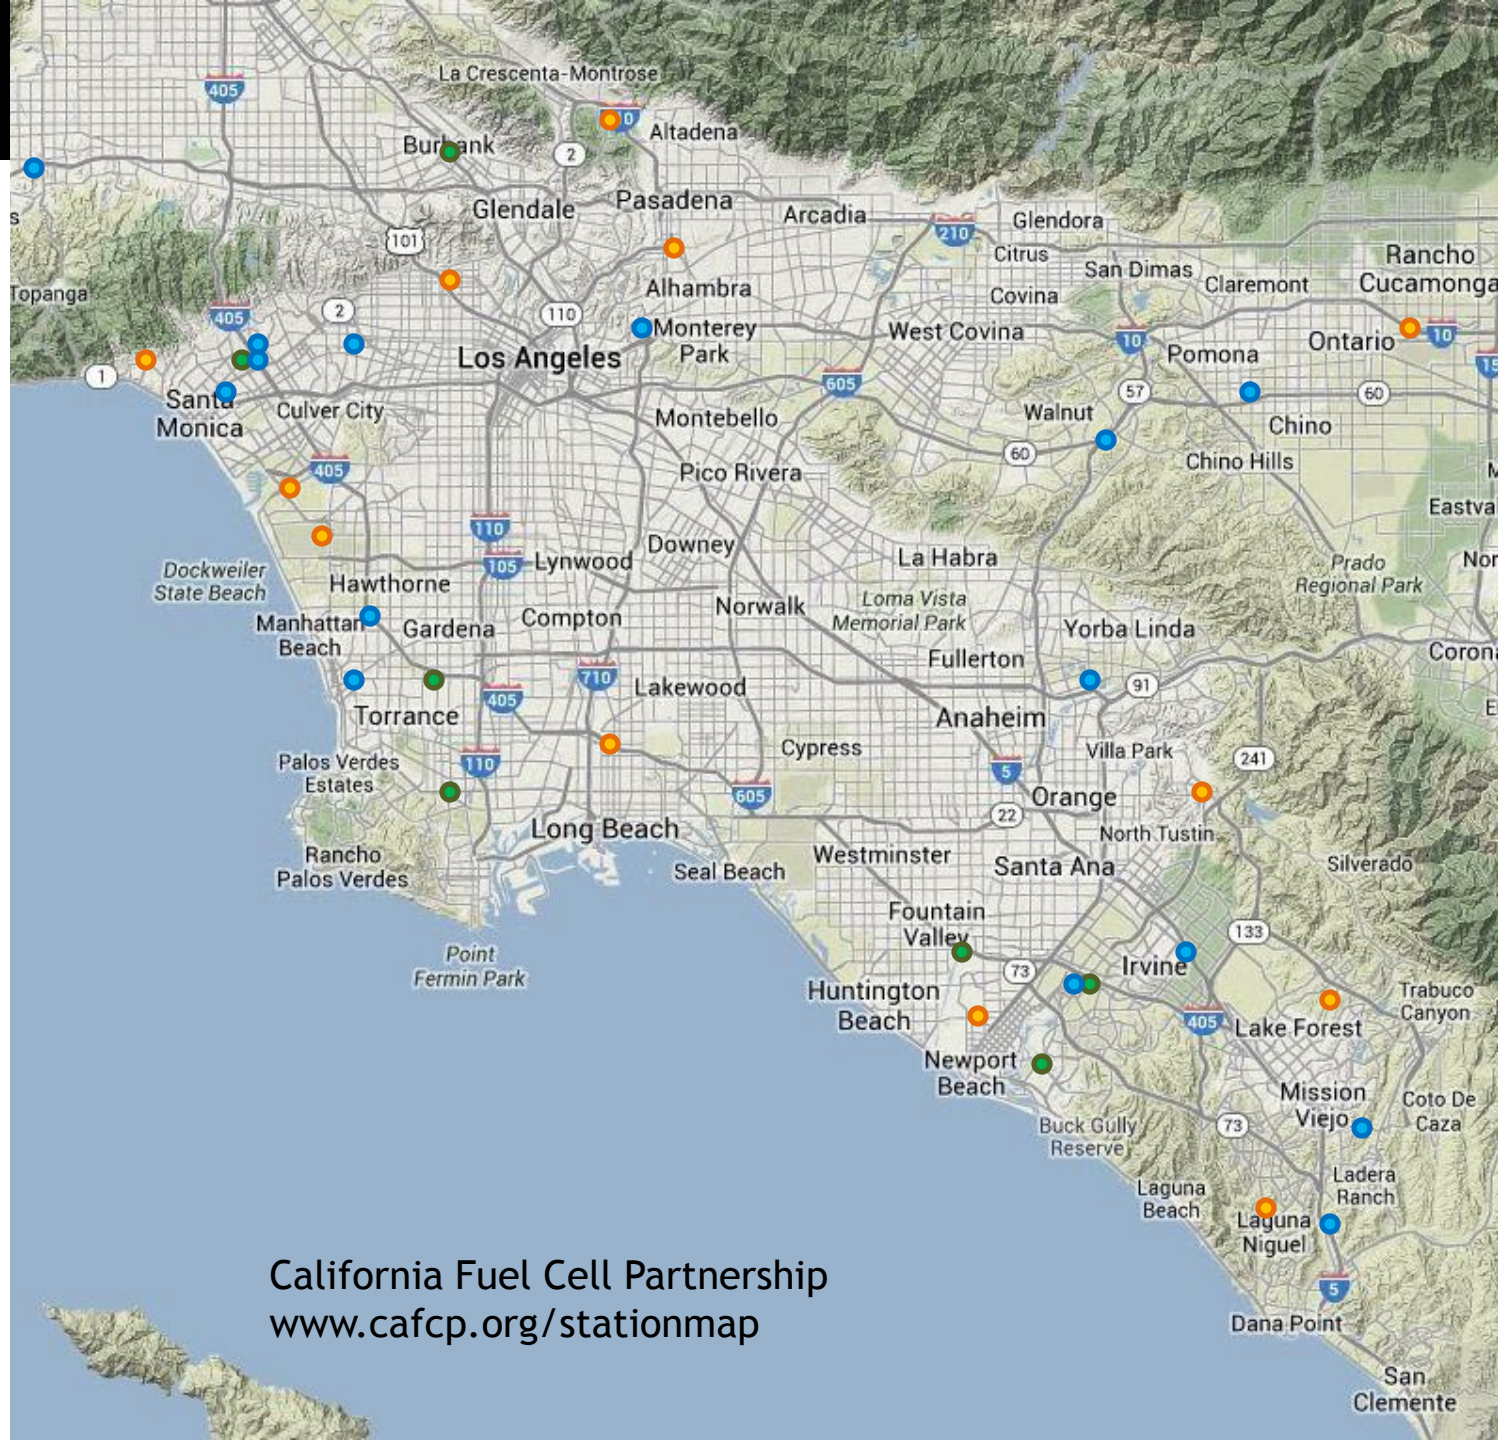 La Crescenta-Montrose
405
Altadena
Burbank
2
Pasadena
Glendale
Arcadia
Glendora
210
101
Citrus
San Dimas
Rancho
Cucamonga
Claremont
Topanga
Alhambra
Covina
405
2
110
Monterey
Park
West Covina
10
Ontario
10
Los Angeles
Pomona
15
1
605
57
60
Santa
Monica
Culver City
Montebello
Walnut
Chino
60
Chino Hills
405
Pico Rivera
110
Downey
Lynwood
105
La Habra
Prado
Regional Park
Dockweiler
State Beach
Hawthorne
Norwalk
Loma Vista
Memorial Park
Compton
Manhattan
Beach
Gardena
Yorba Linda
Fullerton
710
Lakewood
405
91
Torrance
Anaheim
Cypress
Villa Park
241
Palos Verdes
Estates
110
5
605
Orange
22
Long Beach
North Tustin
Rancho
Palos Verdes
Seal Beach
Westminster
Santa Ana
Silverado
Fountain
Valley
133
Point
Fermin Park
73
Irvine
Huntington
Beach
405
Lake Forest
Trabuco
Canyon
Newport
Beach
Mission
Viejo
Coto De
Caza
Buck Gully
Reserve
73
Ladera
Ranch
Laguna
Beach
Laguna
Niguel
5
Dana Point
San
Clemente
California Fuel Cell Partnership
www.cafcp.org/stationmap